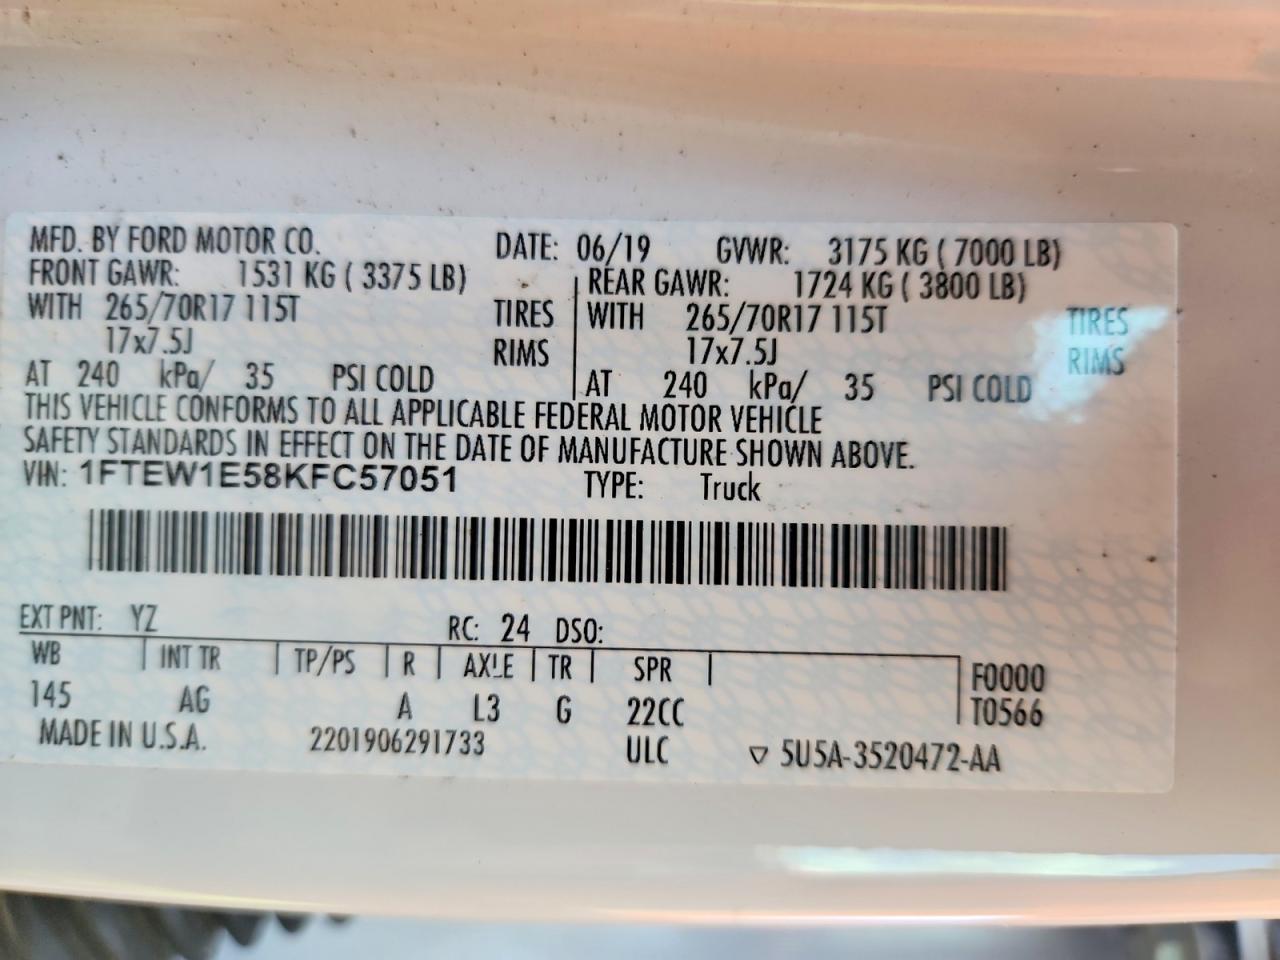 MFD. BY FORD MOTOR CO. DATE: 06/19 GVWR: 3175 KG ( 7000 LB)
FRONT GAWR: 1531 KG ( 3375 LB) REAR GAWR: 1724 KG ( 3800 LB)
WITH 265/70R17 115T TIRES WITH 265/70R17 115T TIRES
17x7.5J RIMS 17x7.5J RIMS
AT 240 kPa/ 35 PSI COLD AT 240 kPa/ 35 PSI COLD
THIS VEHICLE CONFORMS TO ALL APPLICABLE FEDERAL MOTOR VEHICLE
SAFETY STANDARDS IN EFFECT ON THE DATE OF MANUFACTURE SHOWN ABOVE.
VIN: 1FTEW1E58KFC57051 TYPE: Truck
EXT PNT: YZ RC: 24 DSO:
WB INT TR TP/PS R AXLE TR SPR F0000
145 AG A L3 G 22CC T0566
MADE IN U.S.A. 2201906291733 ULC ▽ 5U5A-3520472-AA